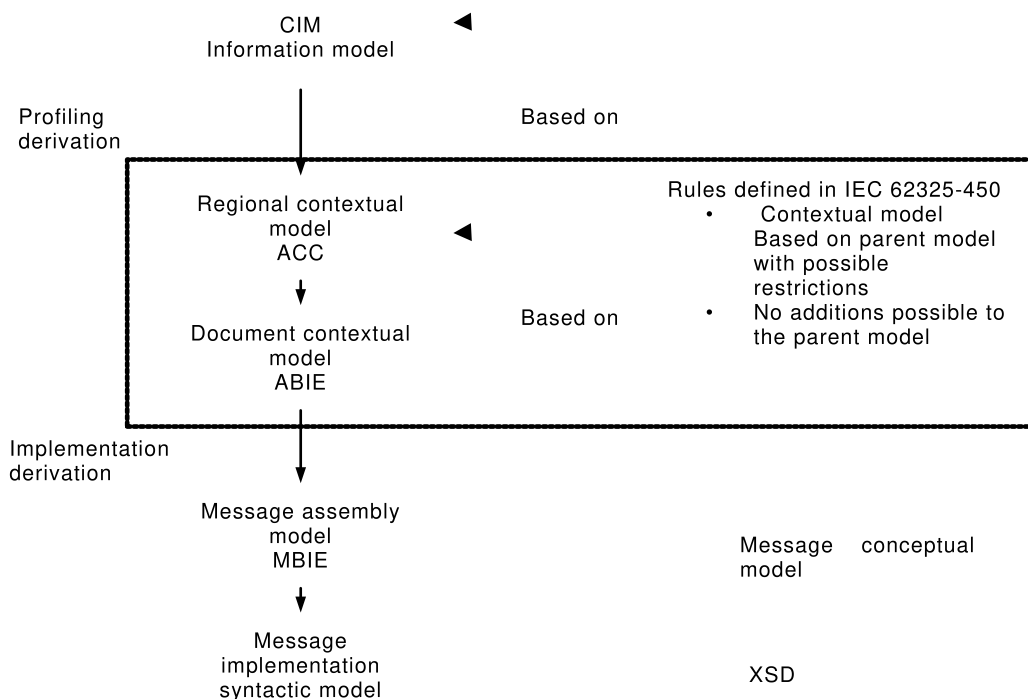 CIM
Information model
Profiling
derivation
Based on
Regional contextual
model
ACC
Rules defined in IEC 62325-450
• Contextual model
Based on parent model
with possible
restrictions
• No additions possible to
the parent model
Based on
Document contextual
model
ABIE
Implementation
derivation
Message assembly
model
MBIE
Message conceptual
model
Message
implementation
syntactic model
XSD